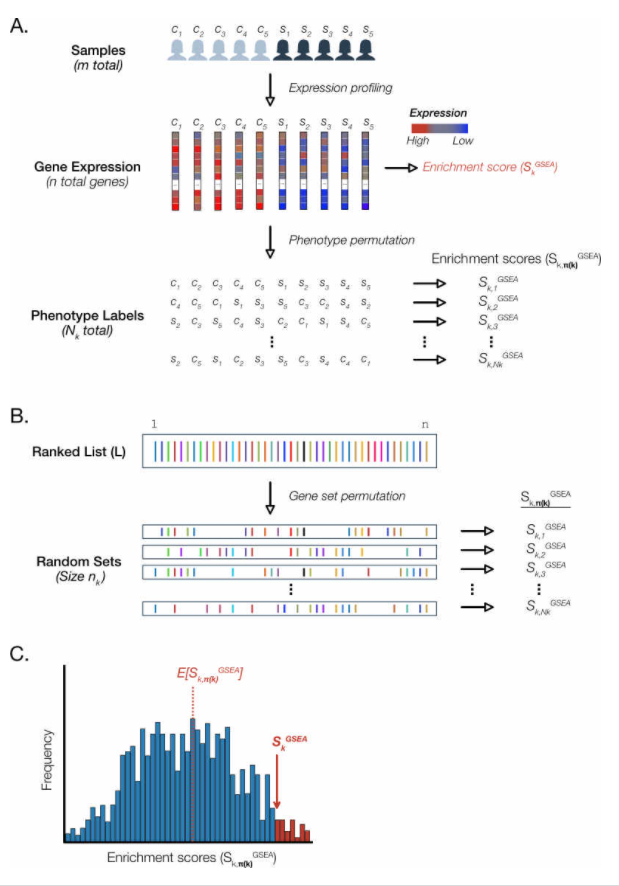 A.
C1 C2 C3 C4 C5 S1 S2 S3 S4 S5
Samples
(m total)
Expression profiling
C1 C2 C3 C4 C5 S1 S2 S3 S4 S5
Expression
High Low
Gene Expression
(n total genes)
Enrichment score (Sk^GSEA)
Phenotype permutation
Enrichment scores (Sk,π(k)^GSEA)
C1 C2 C3 C4 C5 S1 S2 S3 S4 S5 Sk,1^GSEA
C4 C5 C1 S1 S3 S5 C3 C2 S4 S2 Sk,2^GSEA
Phenotype Labels
(Nk total)
S2 C3 S5 C4 S3 C2 C1 S1 S4 C5 Sk,3^GSEA
S2 C5 S1 C2 S3 S5 C3 S4 C4 C1 Sk,Nk^GSEA
B.
1 n
Ranked List (L)
Gene set permutation
Sk,π(k)^GSEA
Sk,1^GSEA
Sk,2^GSEA
Random Sets
(Size nk)
Sk,3^GSEA
Sk,Nk^GSEA
C.
E[Sk,π(k)^GSEA]
Sk^GSEA
Frequency
Enrichment scores (Sk,π(k)^GSEA)